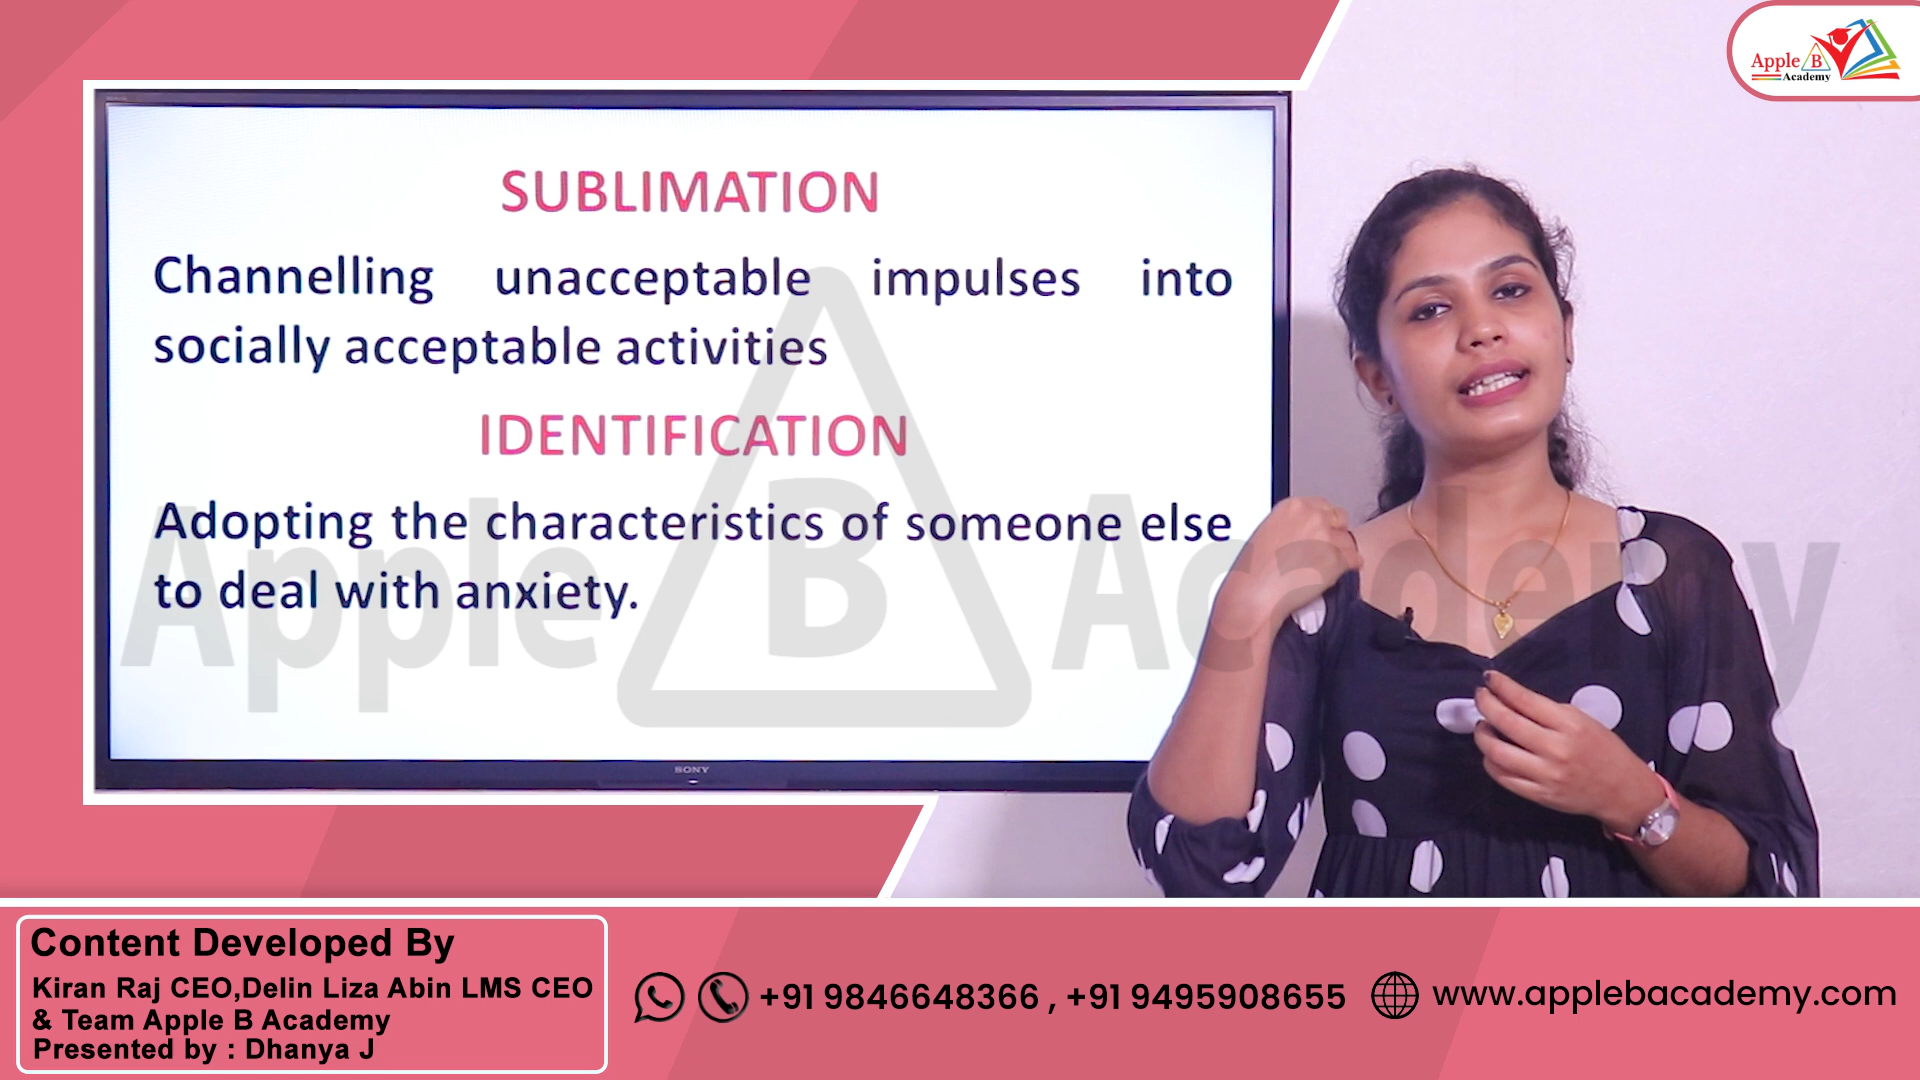 Apple B
Academy
SUBLIMATION
Channelling unacceptable impulses into
socially acceptable activities
IDENTIFICATION
Adopting the characteristics of someone else
to deal with anxiety.
Apple B Academy
SONY
Content Developed By
Kiran Raj CEO,Delin Liza Abin LMS CEO
& Team Apple B Academy
Presented by : Dhanya J
+91 9846648366 , +91 9495908655
www.applebacademy.com